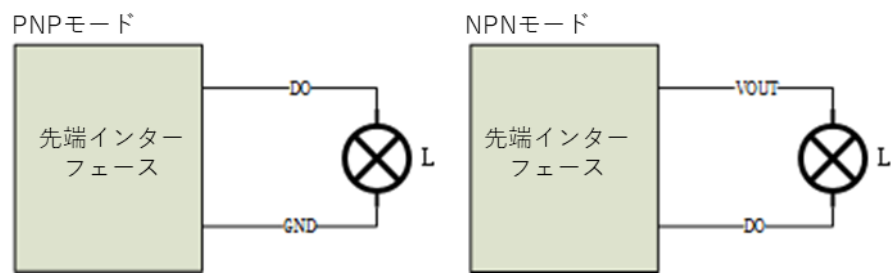 PNPモード
先端インター
フェース
DO
L
GND
NPNモード
先端インター
フェース
VOUT
L
DO